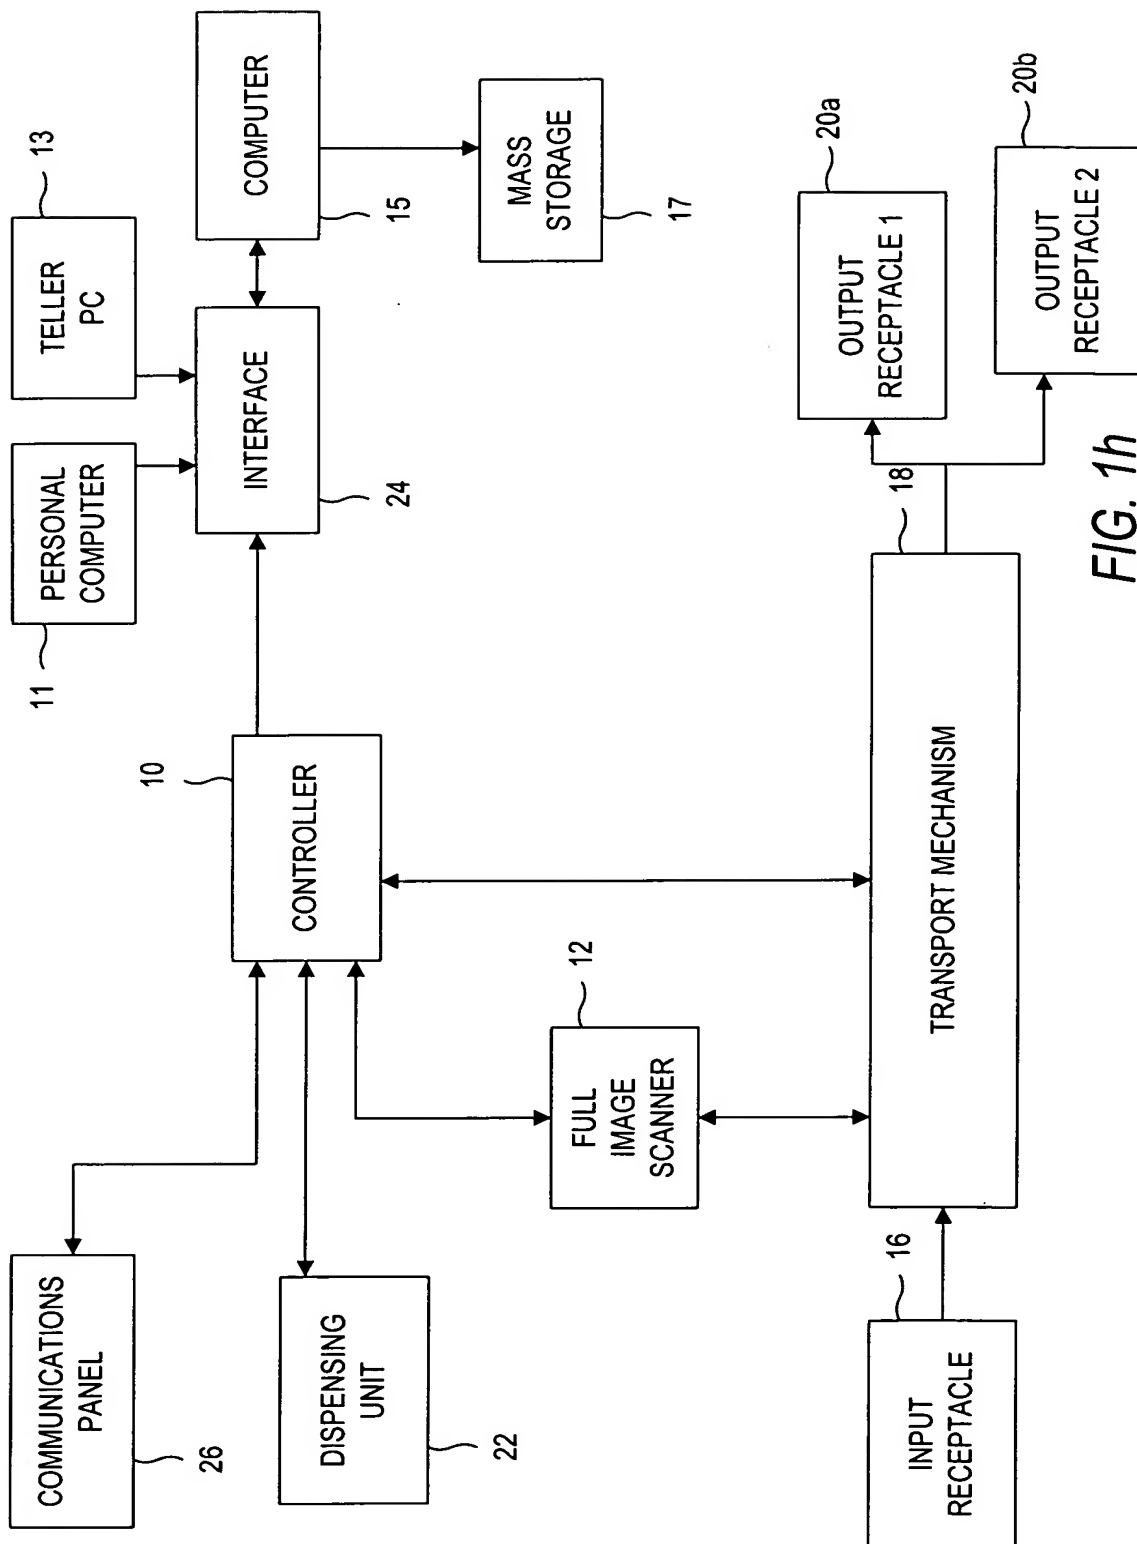 COMMUNICATIONS
PANEL
26
DISPENSING
UNIT
22
INPUT
RECEPTACLE
16
FULL
IMAGE
SCANNER
12
CONTROLLER
10
TRANSPORT MECHANISM
18
PERSONAL
COMPUTER
11
TELLER
PC
13
INTERFACE
24
COMPUTER
15
MASS
STORAGE
17
OUTPUT
RECEPTACLE 1
20a
OUTPUT
RECEPTACLE 2
20b
FIG. 1h